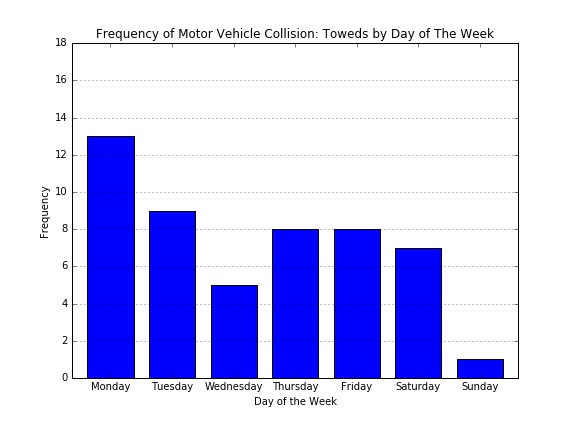 Frequency of Motor Vehicle Collision: Toweds by Day of The Week
18
16
14
12
10
8
6
4
2
0
Frequency
Monday Tuesday Wednesday Thursday Friday Saturday Sunday
Day of the Week